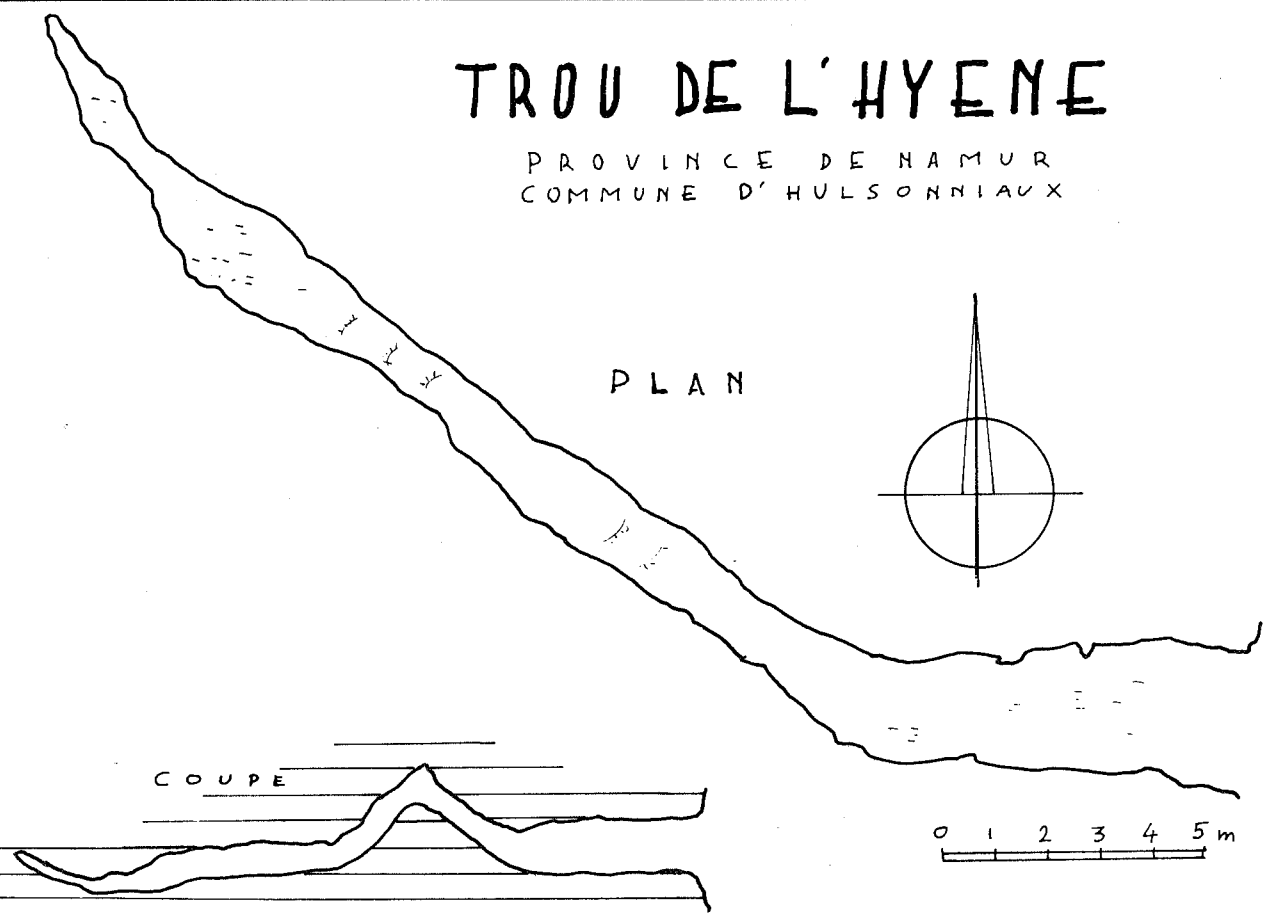 TROU DE L'HYENE
PROVINCE DE NAMUR
COMMUNE D'HULSONNIAUX
PLAN
COUPE
0 1 2 3 4 5 m